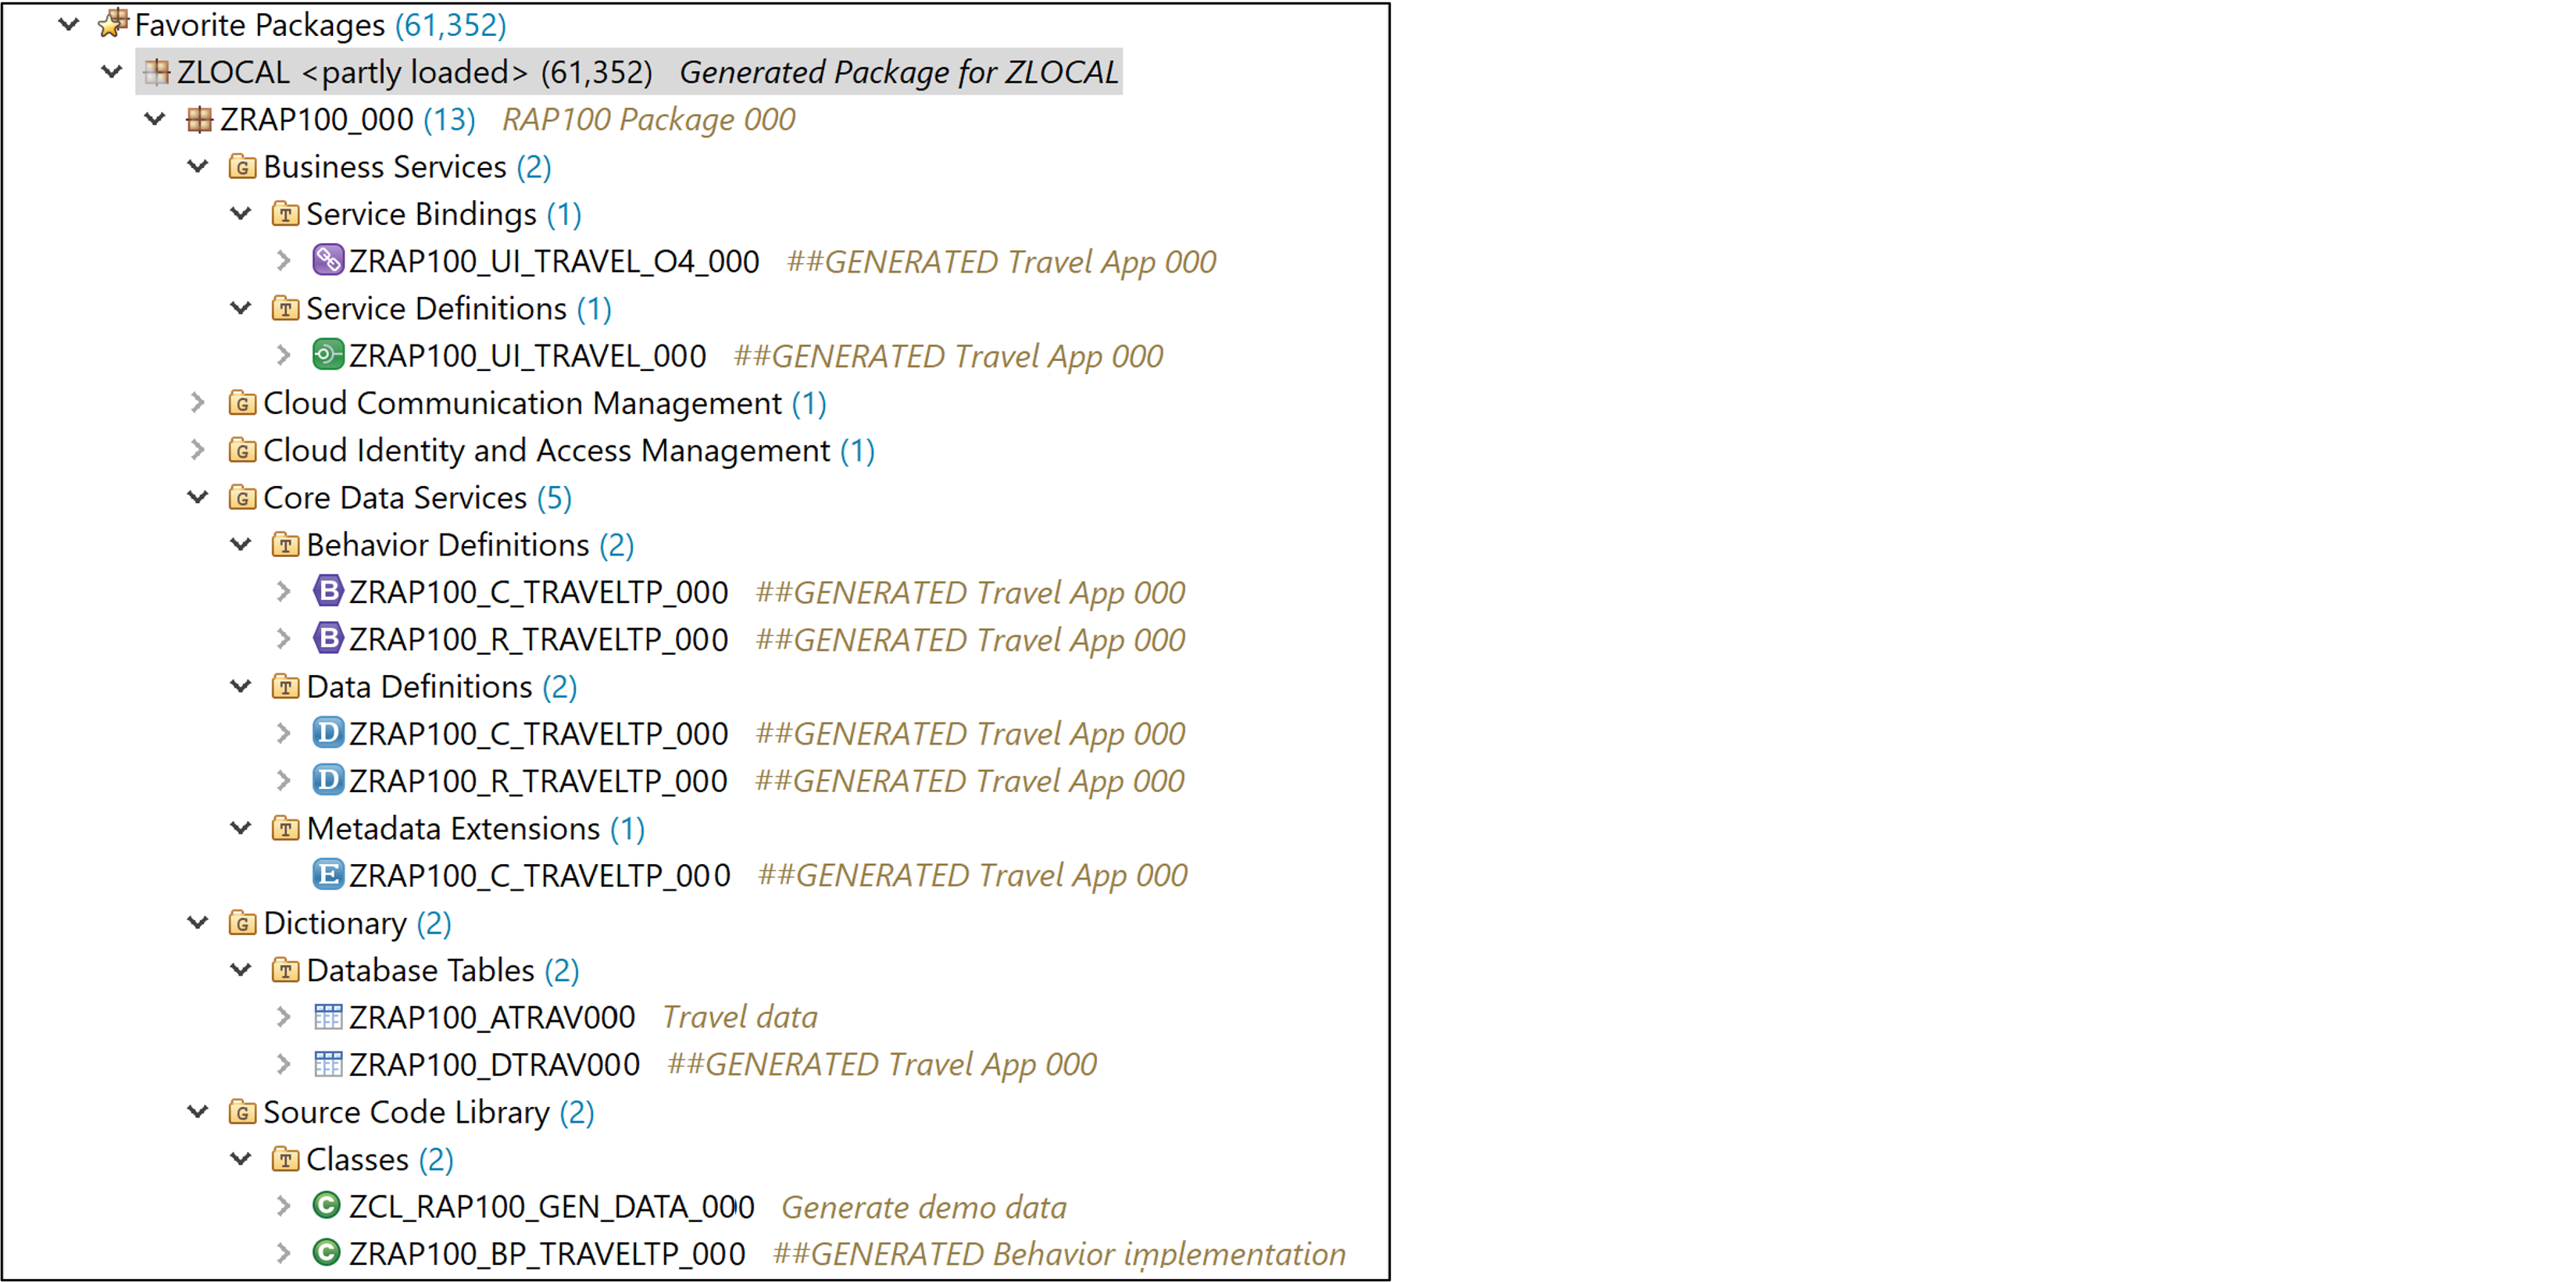 Favorite Packages (61,352)
ZLOCAL <partly loaded> (61,352) Generated Package for ZLOCAL
ZRAP100_000 (13) RAP100 Package 000
Business Services (2)
Service Bindings (1)
ZRAP100_UI_TRAVEL_O4_000 ##GENERATED Travel App 000
Service Definitions (1)
ZRAP100_UI_TRAVEL_000 ##GENERATED Travel App 000
Cloud Communication Management (1)
Cloud Identity and Access Management (1)
Core Data Services (5)
Behavior Definitions (2)
ZRAP100_C_TRAVELTP_000 ##GENERATED Travel App 000
ZRAP100_R_TRAVELTP_000 ##GENERATED Travel App 000
Data Definitions (2)
ZRAP100_C_TRAVELTP_000 ##GENERATED Travel App 000
ZRAP100_R_TRAVELTP_000 ##GENERATED Travel App 000
Metadata Extensions (1)
ZRAP100_C_TRAVELTP_000 ##GENERATED Travel App 000
Dictionary (2)
Database Tables (2)
ZRAP100_ATRAV000 Travel data
ZRAP100_DTRAV000 ##GENERATED Travel App 000
Source Code Library (2)
Classes (2)
ZCL_RAP100_GEN_DATA_000 Generate demo data
ZRAP100_BP_TRAVELTP_000 ##GENERATED Behavior implementation